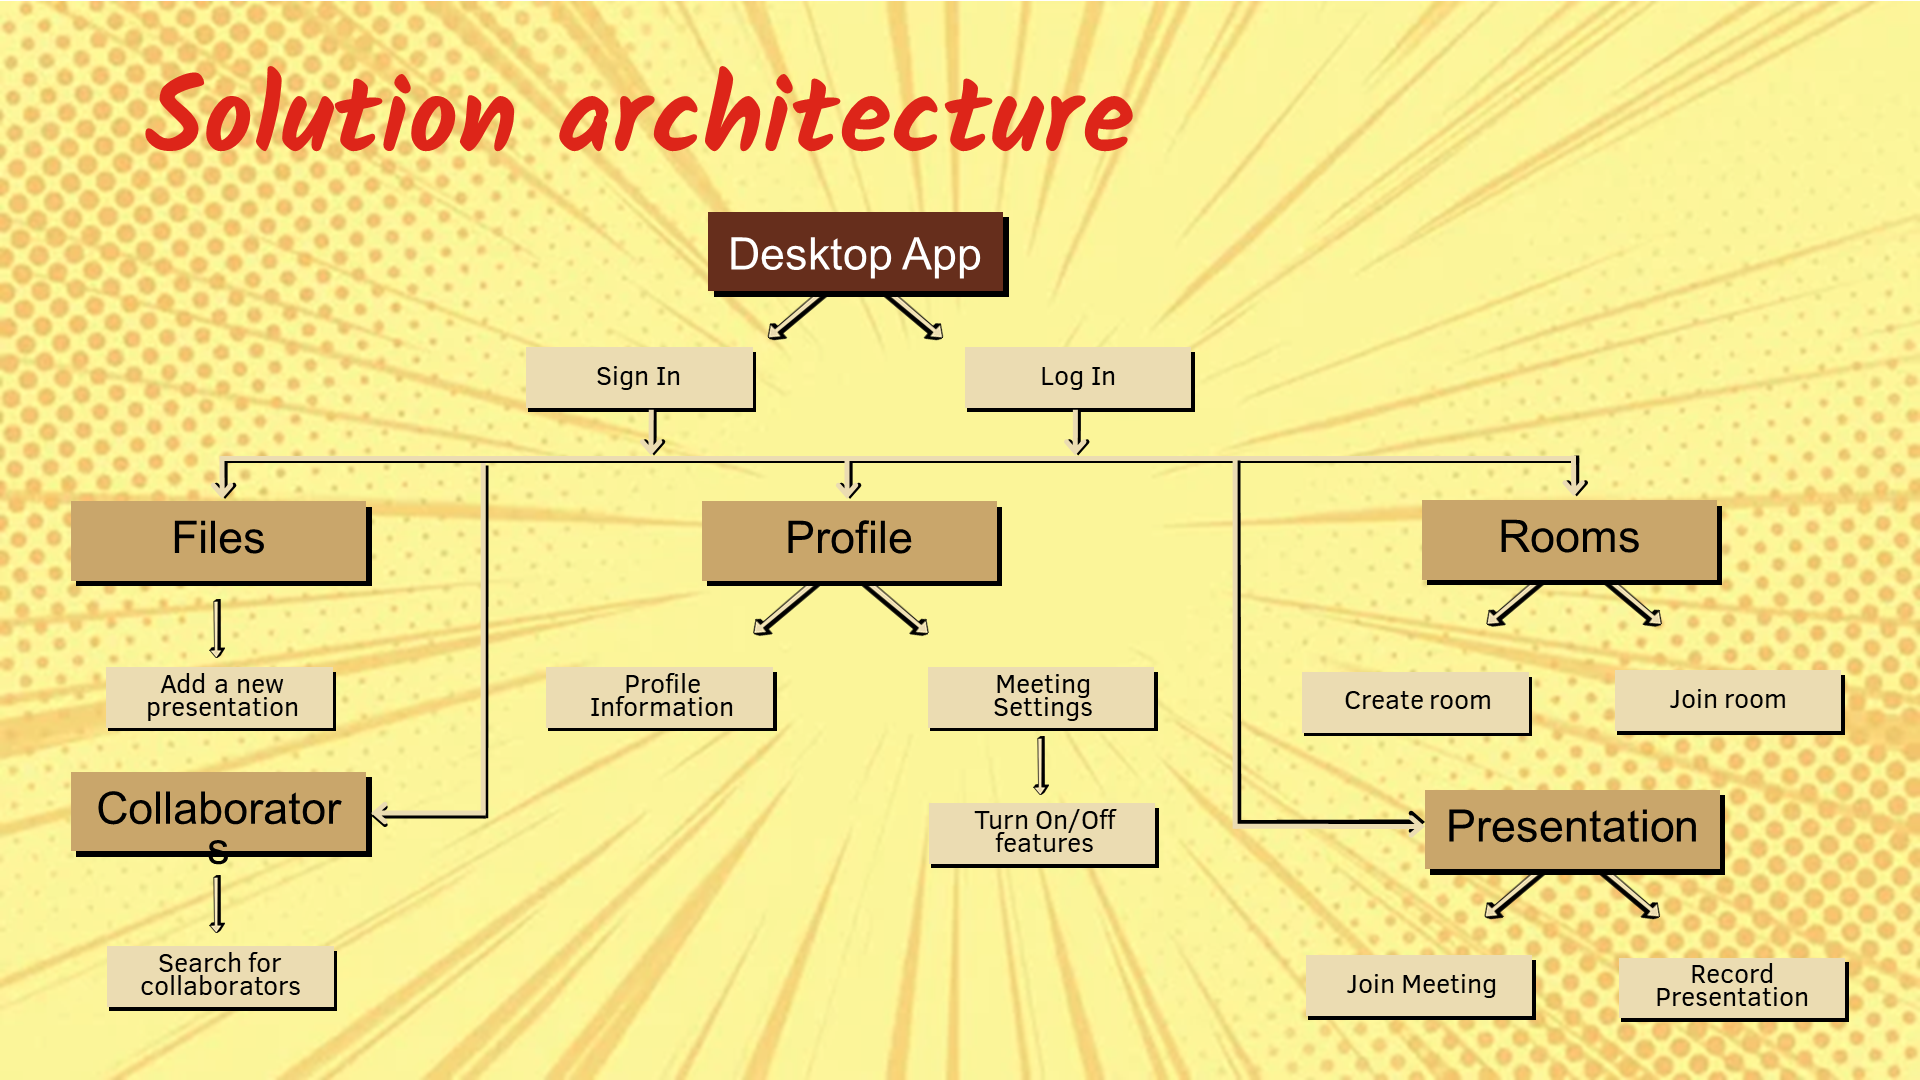 Solution architecture
Desktop App
Sign In
Log In
Files
Profile
Rooms
Add a new
presentation
Profile
Information
Meeting
Settings
Create room
Join room
Collaborator
s
Turn On/Off
features
Presentation
Search for
collaborators
Join Meeting
Record
Presentation